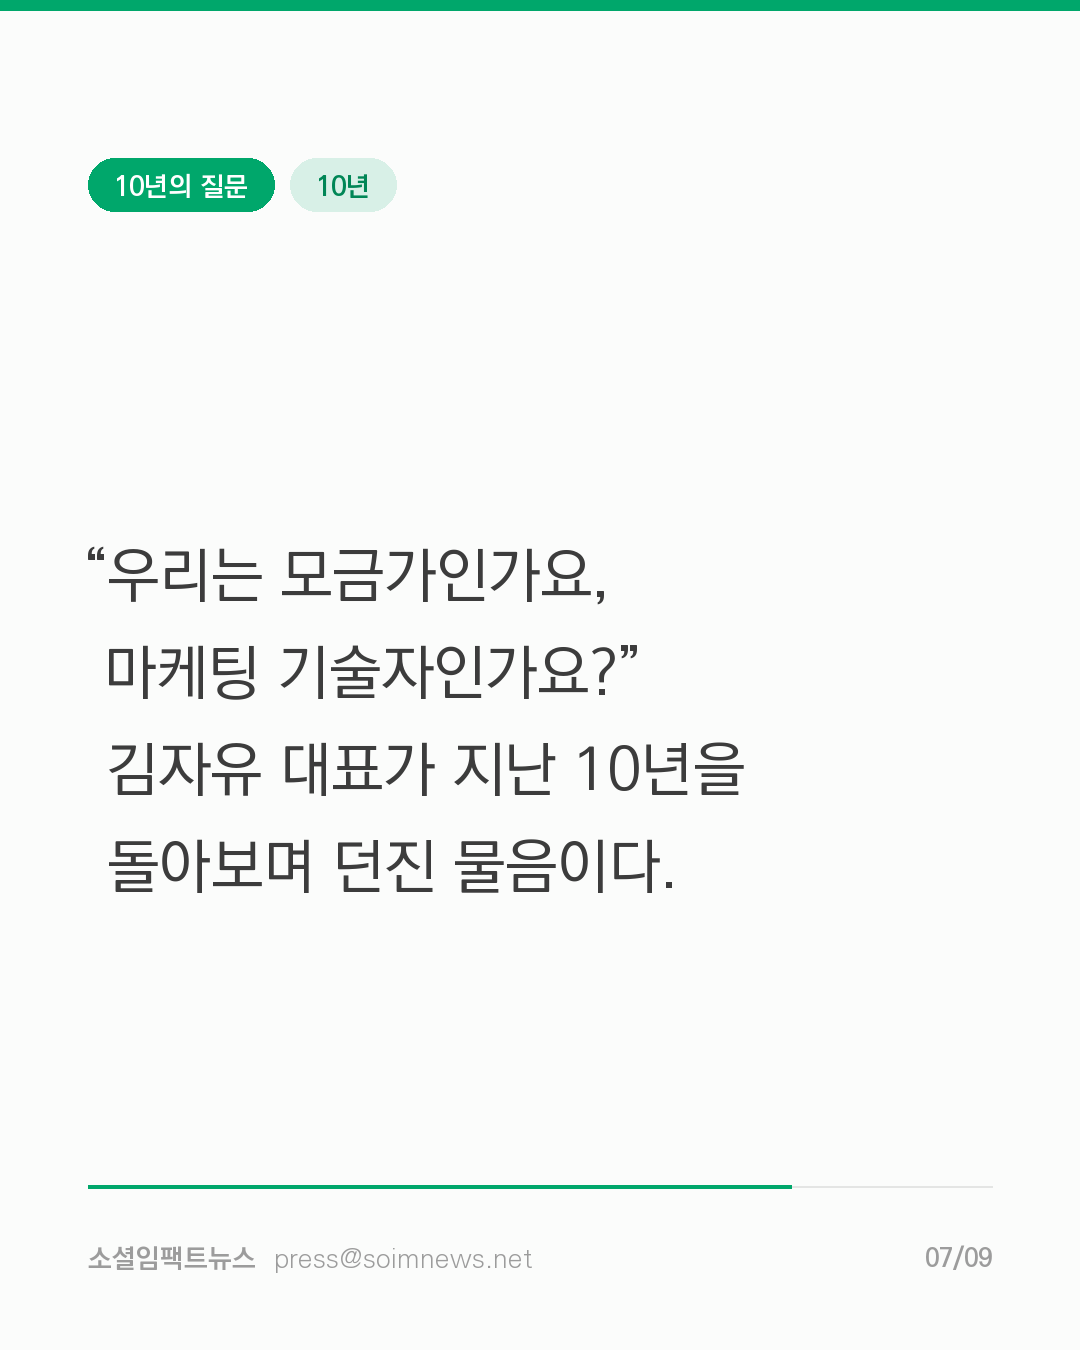 10년의 질문 10년
“우리는 모금가인가요,
마케팅 기술자인가요?”
김자유 대표가 지난 10년을
돌아보며 던진 물음이다.
소셜임팩트뉴스 press@soimnews.net 07/09